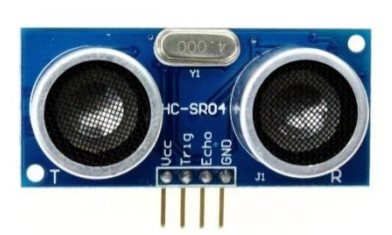 4.000
Y1
HC-SR04
Vcc
Trig
Echo
GND
T
J1
R